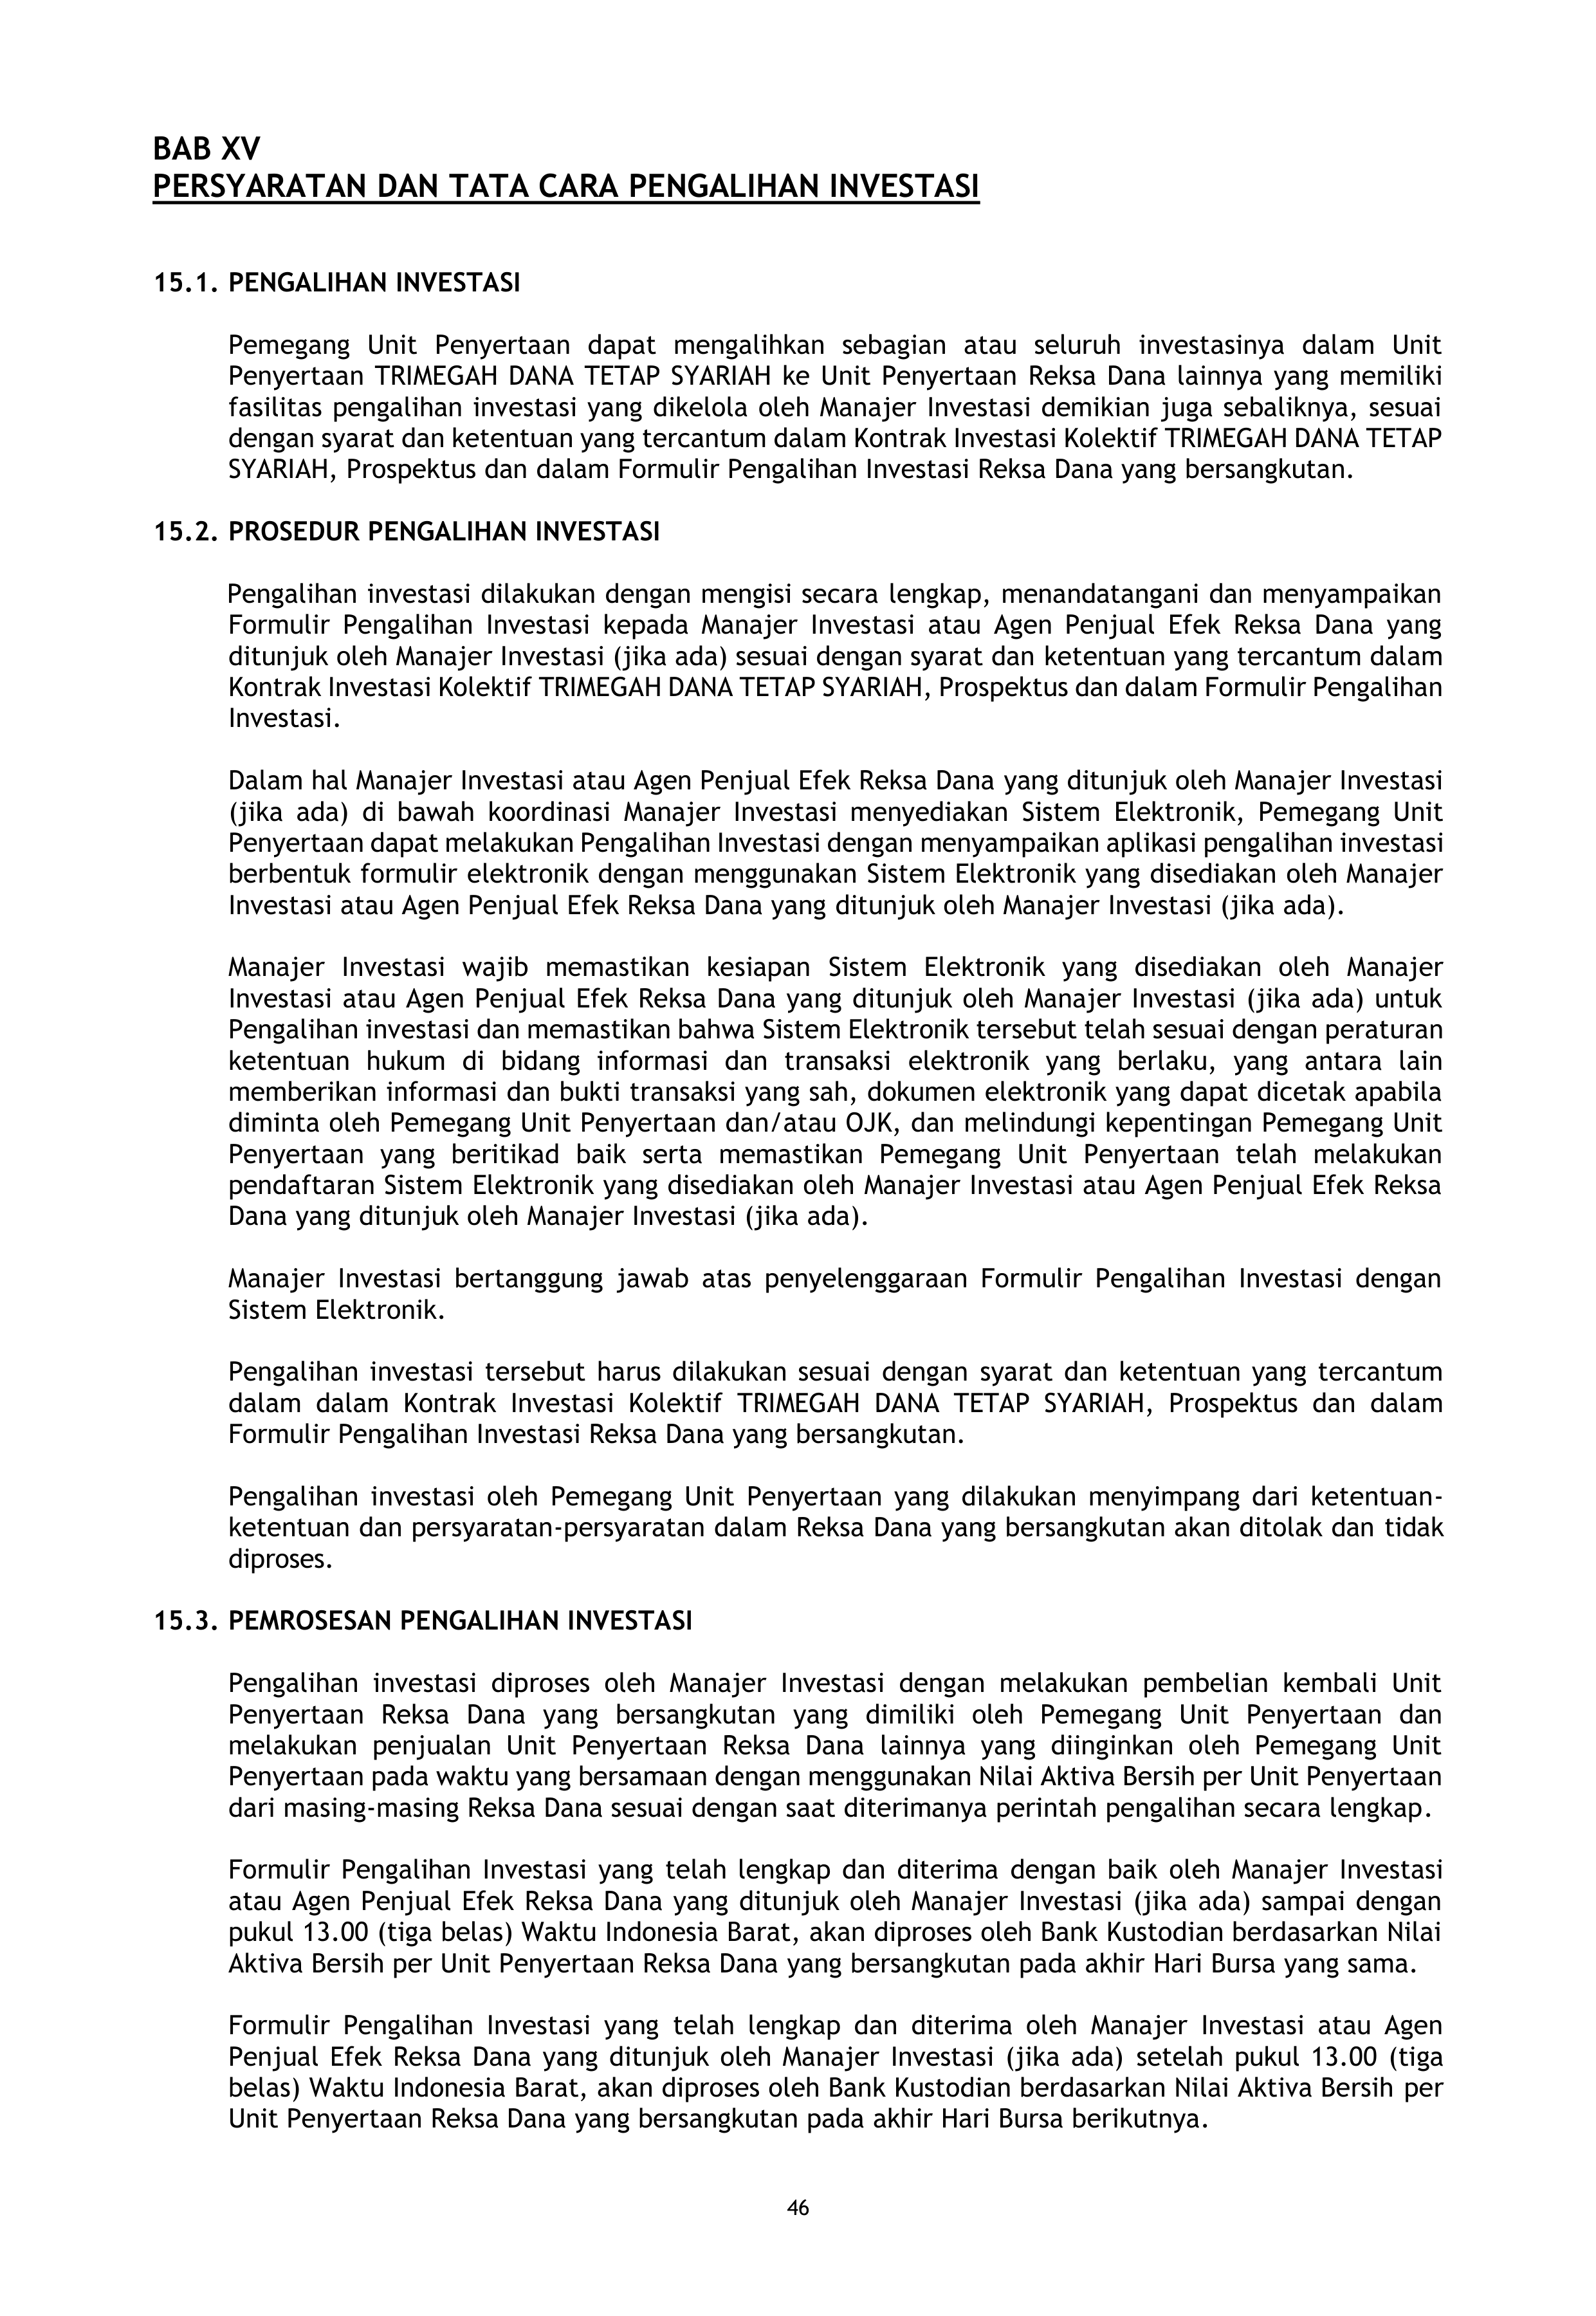 BAB XV
PERSYARATAN DAN TATA CARA PENGALIHAN INVESTASI
15.1. PENGALIHAN INVESTASI
Pemegang Unit Penyertaan dapat mengalihkan sebagian atau seluruh investasinya dalam Unit
Penyertaan TRIMEGAH DANA TETAP SYARIAH ke Unit Penyertaan Reksa Dana lainnya yang memiliki
fasilitas pengalihan investasi yang dikelola oleh Manajer Investasi demikian juga sebaliknya, sesuai
dengan syarat dan ketentuan yang tercantum dalam Kontrak Investasi Kolektif TRIMEGAH DANA TETAP
SYARIAH, Prospektus dan dalam Formulir Pengalihan Investasi Reksa Dana yang bersangkutan.
15.2. PROSEDUR PENGALIHAN INVESTASI
Pengalihan investasi dilakukan dengan mengisi secara lengkap, menandatangani dan menyampaikan
Formulir Pengalihan Investasi kepada Manajer Investasi atau Agen Penjual Efek Reksa Dana yang
ditunjuk oleh Manajer Investasi (jika ada) sesuai dengan syarat dan ketentuan yang tercantum dalam
Kontrak Investasi Kolektif TRIMEGAH DANA TETAP SYARIAH, Prospektus dan dalam Formulir Pengalihan
Investasi.
Dalam hal Manajer Investasi atau Agen Penjual Efek Reksa Dana yang ditunjuk oleh Manajer Investasi
(jika ada) di bawah koordinasi Manajer Investasi menyediakan Sistem Elektronik, Pemegang Unit
Penyertaan dapat melakukan Pengalihan Investasi dengan menyampaikan aplikasi pengalihan investasi
berbentuk formulir elektronik dengan menggunakan Sistem Elektronik yang disediakan oleh Manajer
Investasi atau Agen Penjual Efek Reksa Dana yang ditunjuk oleh Manajer Investasi (jika ada).
Manajer Investasi wajib memastikan kesiapan Sistem Elektronik yang disediakan oleh Manajer
Investasi atau Agen Penjual Efek Reksa Dana yang ditunjuk oleh Manajer Investasi (jika ada) untuk
Pengalihan investasi dan memastikan bahwa Sistem Elektronik tersebut telah sesuai dengan peraturan
ketentuan hukum di bidang informasi dan transaksi elektronik yang berlaku, yang antara lain
memberikan informasi dan bukti transaksi yang sah, dokumen elektronik yang dapat dicetak apabila
diminta oleh Pemegang Unit Penyertaan dan/atau OJK, dan melindungi kepentingan Pemegang Unit
Penyertaan yang beritikad baik serta memastikan Pemegang Unit Penyertaan telah melakukan
pendaftaran Sistem Elektronik yang disediakan oleh Manajer Investasi atau Agen Penjual Efek Reksa
Dana yang ditunjuk oleh Manajer Investasi (jika ada).
Manajer Investasi bertanggung jawab atas penyelenggaraan Formulir Pengalihan Investasi dengan
Sistem Elektronik.
Pengalihan investasi tersebut harus dilakukan sesuai dengan syarat dan ketentuan yang tercantum
dalam dalam Kontrak Investasi Kolektif TRIMEGAH DANA TETAP SYARIAH, Prospektus dan dalam
Formulir Pengalihan Investasi Reksa Dana yang bersangkutan.
Pengalihan investasi oleh Pemegang Unit Penyertaan yang dilakukan menyimpang dari ketentuan-
ketentuan dan persyaratan-persyaratan dalam Reksa Dana yang bersangkutan akan ditolak dan tidak
diproses.
15.3. PEMROSESAN PENGALIHAN INVESTASI
Pengalihan investasi diproses oleh Manajer Investasi dengan melakukan pembelian kembali Unit
Penyertaan Reksa Dana yang bersangkutan yang dimiliki oleh Pemegang Unit Penyertaan dan
melakukan penjualan Unit Penyertaan Reksa Dana lainnya yang diinginkan oleh Pemegang Unit
Penyertaan pada waktu yang bersamaan dengan menggunakan Nilai Aktiva Bersih per Unit Penyertaan
dari masing-masing Reksa Dana sesuai dengan saat diterimanya perintah pengalihan secara lengkap.
Formulir Pengalihan Investasi yang telah lengkap dan diterima dengan baik oleh Manajer Investasi
atau Agen Penjual Efek Reksa Dana yang ditunjuk oleh Manajer Investasi (jika ada) sampai dengan
pukul 13.00 (tiga belas) Waktu Indonesia Barat, akan diproses oleh Bank Kustodian berdasarkan Nilai
Aktiva Bersih per Unit Penyertaan Reksa Dana yang bersangkutan pada akhir Hari Bursa yang sama.
Formulir Pengalihan Investasi yang telah lengkap dan diterima oleh Manajer Investasi atau Agen
Penjual Efek Reksa Dana yang ditunjuk oleh Manajer Investasi (jika ada) setelah pukul 13.00 (tiga
belas) Waktu Indonesia Barat, akan diproses oleh Bank Kustodian berdasarkan Nilai Aktiva Bersih per
Unit Penyertaan Reksa Dana yang bersangkutan pada akhir Hari Bursa berikutnya.
46